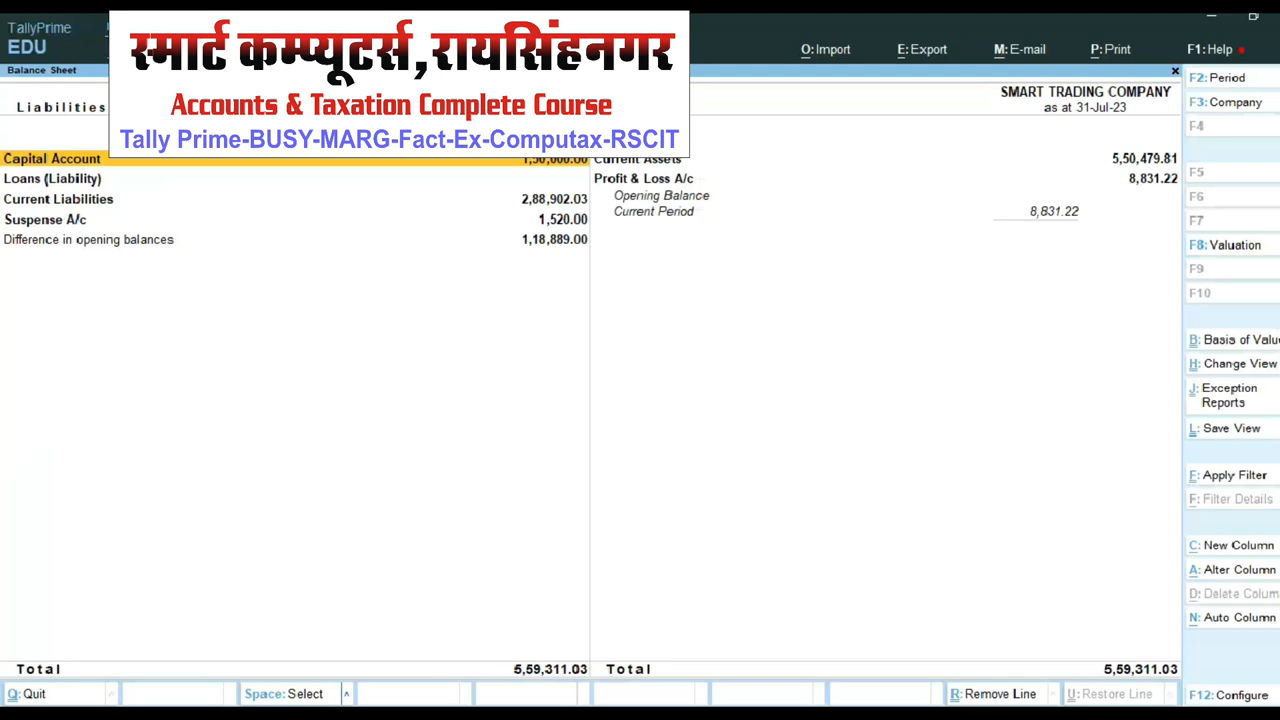 TallyPrime
EDU
स्मार्ट कम्प्यूटर्स,रायसिंहनगर
Accounts & Taxation Complete Course
Tally Prime-BUSY-MARG-Fact-Ex-Computax-RSCIT
O: Import
E: Export
M: E-mail
P: Print
F1: Help
Balance Sheet
Liabilities
SMART TRADING COMPANY
as at 31-Jul-23
Capital Account 1,50,000.00
Loans (Liability)
Current Liabilities 2,88,902.03
Suspense A/c 1,520.00
Difference in opening balances 1,18,889.00
Current Assets 5,50,479.81
Profit & Loss A/c 8,831.22
Opening Balance
Current Period 8,831.22
Total 5,59,311.03
Total 5,59,311.03
F2: Period
F3: Company
F4
F5
F6
F7
F8: Valuation
F9
F10
B: Basis of Valu
H: Change View
J: Exception
Reports
L: Save View
F: Apply Filter
F: Filter Details
C: New Column
A: Alter Column
D: Delete Colum
N: Auto Column
Q: Quit
Space: Select
R: Remove Line
U: Restore Line
F12: Configure